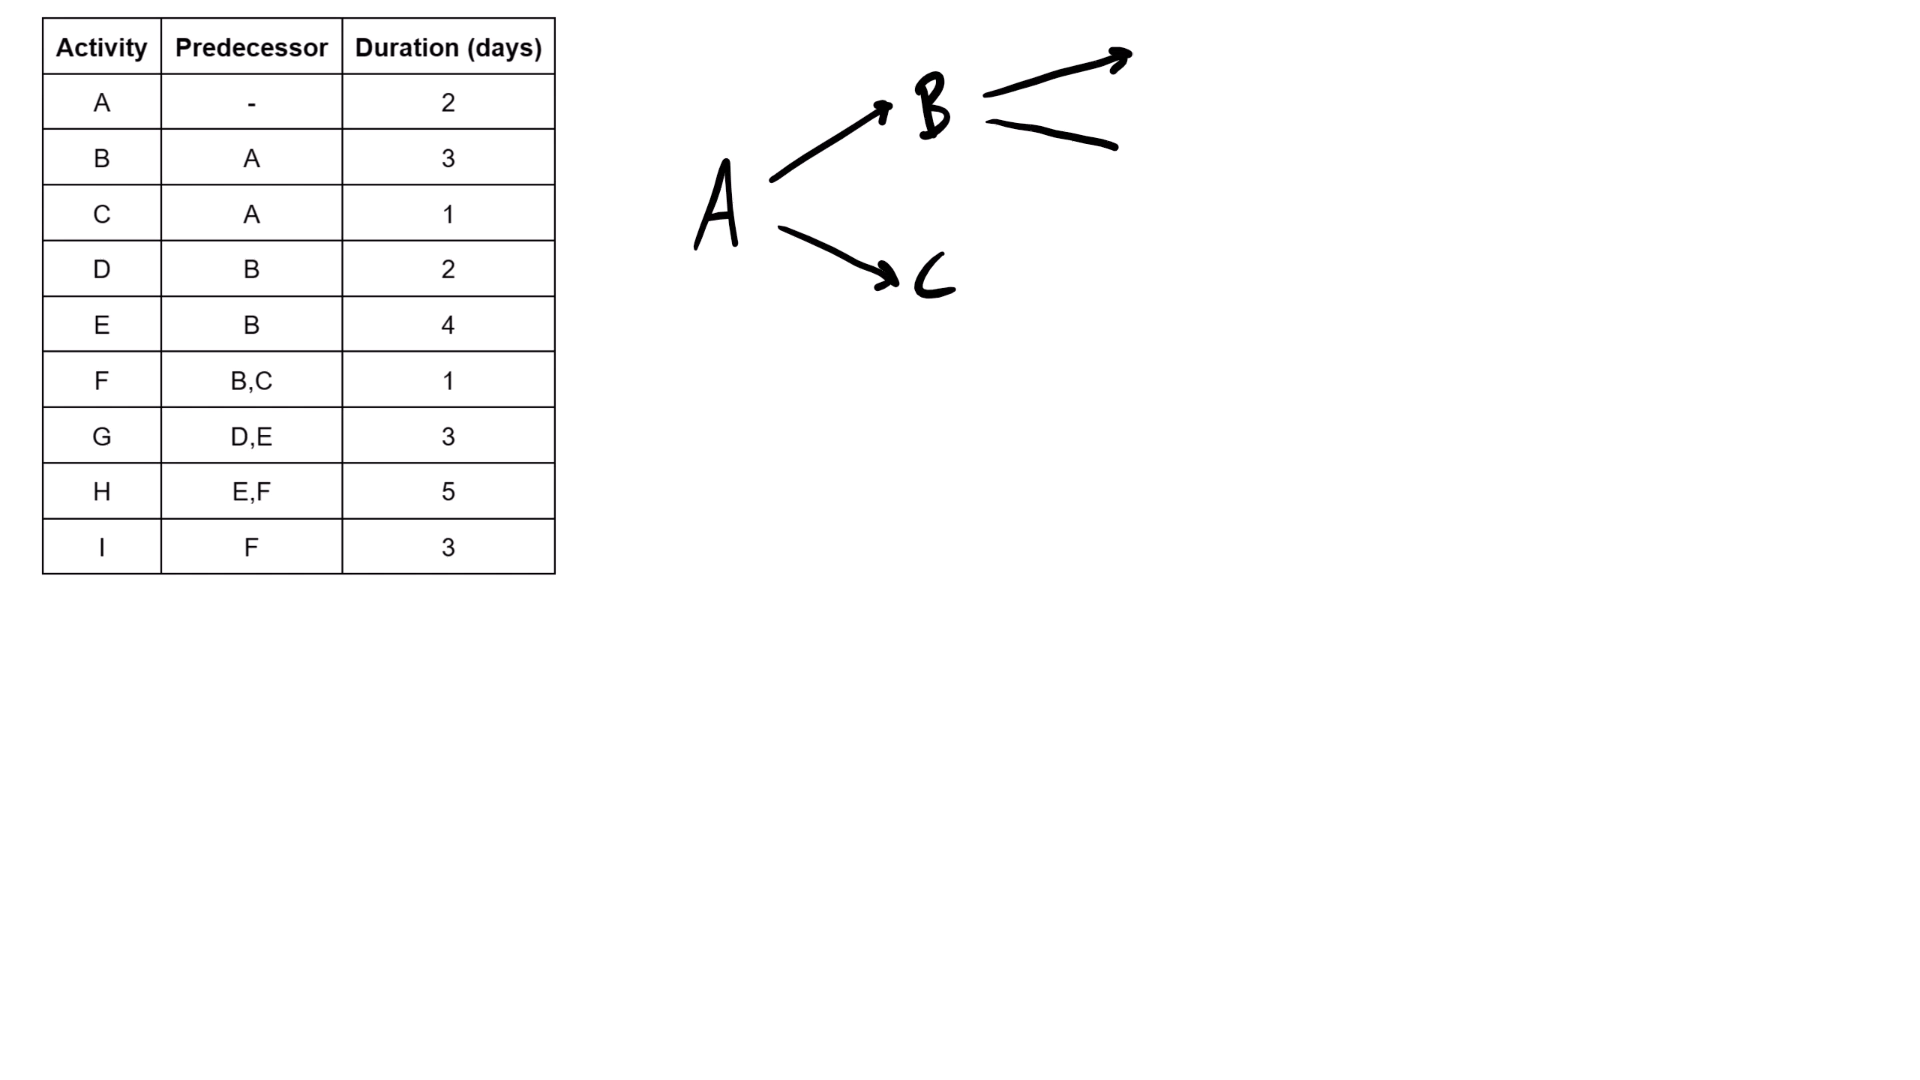 Activity Predecessor Duration (days)
A - 2
B A 3
C A 1
D B 2
E B 4
F B,C 1
G D,E 3
H E,F 5
I F 3
B
A
C